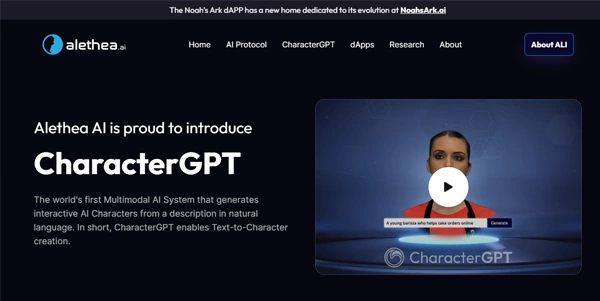 The Noah's Ark dAPP has a new home dedicated to its evolution at NoahsArk.ai
alethea.ai
Home AI Protocol CharacterGPT dApps Research About
About ALI
Alethea AI is proud to introduce
CharacterGPT
The world's first Multimodal AI System that generates
interactive AI Characters from a description in natural
language. In short, CharacterGPT enables Text-to-Character
creation.
A young barista who helps take orders online Generate
CharacterGPT